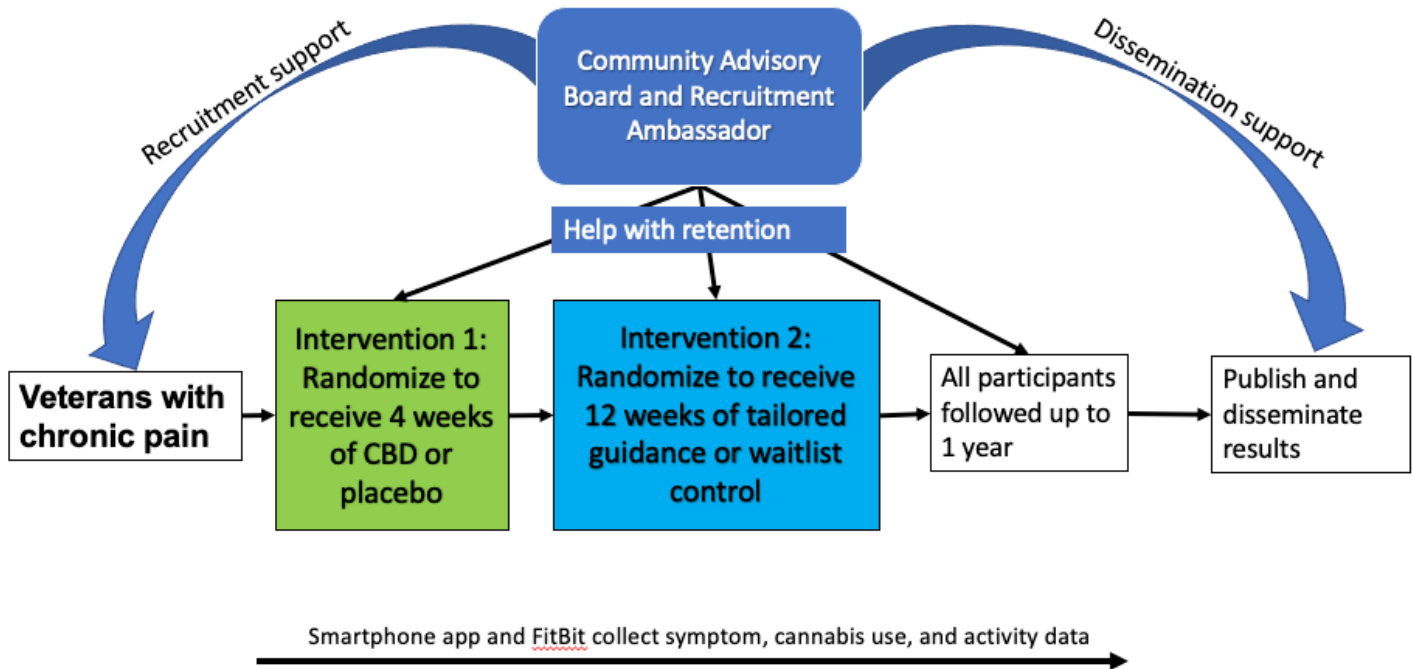 Community Advisory
Board and Recruitment
Ambassador
Recruitment support
Dissemination support
Help with retention
Veterans with
chronic pain
Intervention 1:
Randomize to
receive 4 weeks
of CBD or
placebo
Intervention 2:
Randomize to receive
12 weeks of tailored
guidance or waitlist
control
All participants
followed up to
1 year
Publish and
disseminate
results
Smartphone app and FitBit collect symptom, cannabis use, and activity data